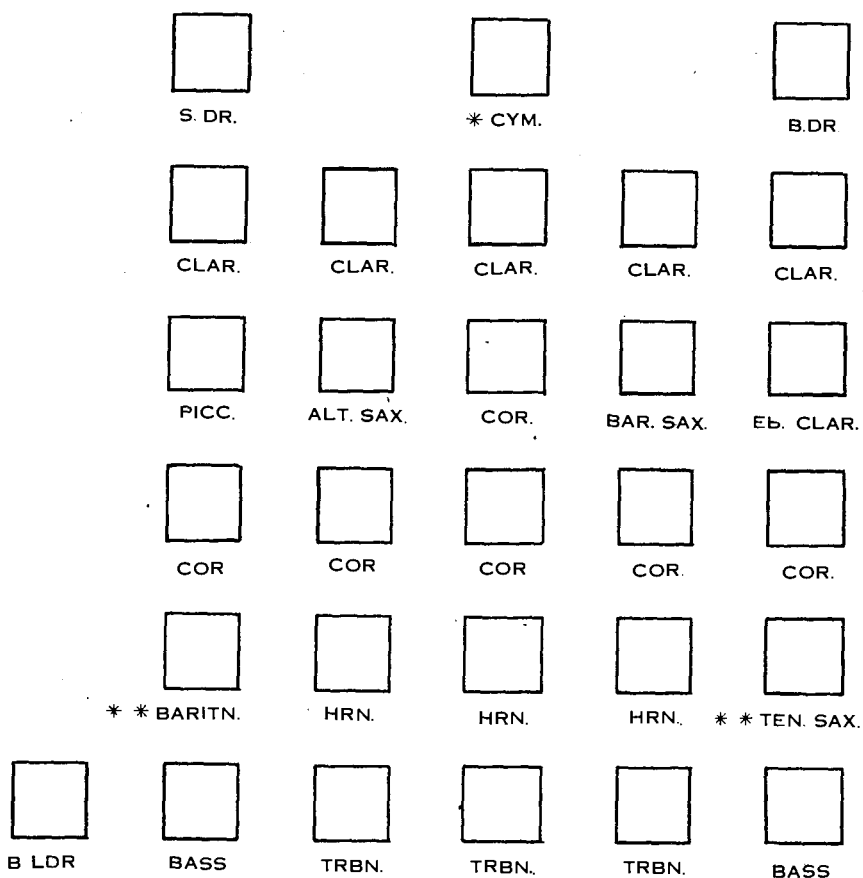 S. DR. * CYM. B.DR
CLAR. CLAR. CLAR. CLAR. CLAR.
PICC. ALT. SAX. COR. BAR. SAX. Eb. CLAR.
COR COR COR COR. COR.
* * BARITN. HRN. HRN. HRN. * * TEN. SAX.
B LDR BASS TRBN. TRBN. TRBN. BASS